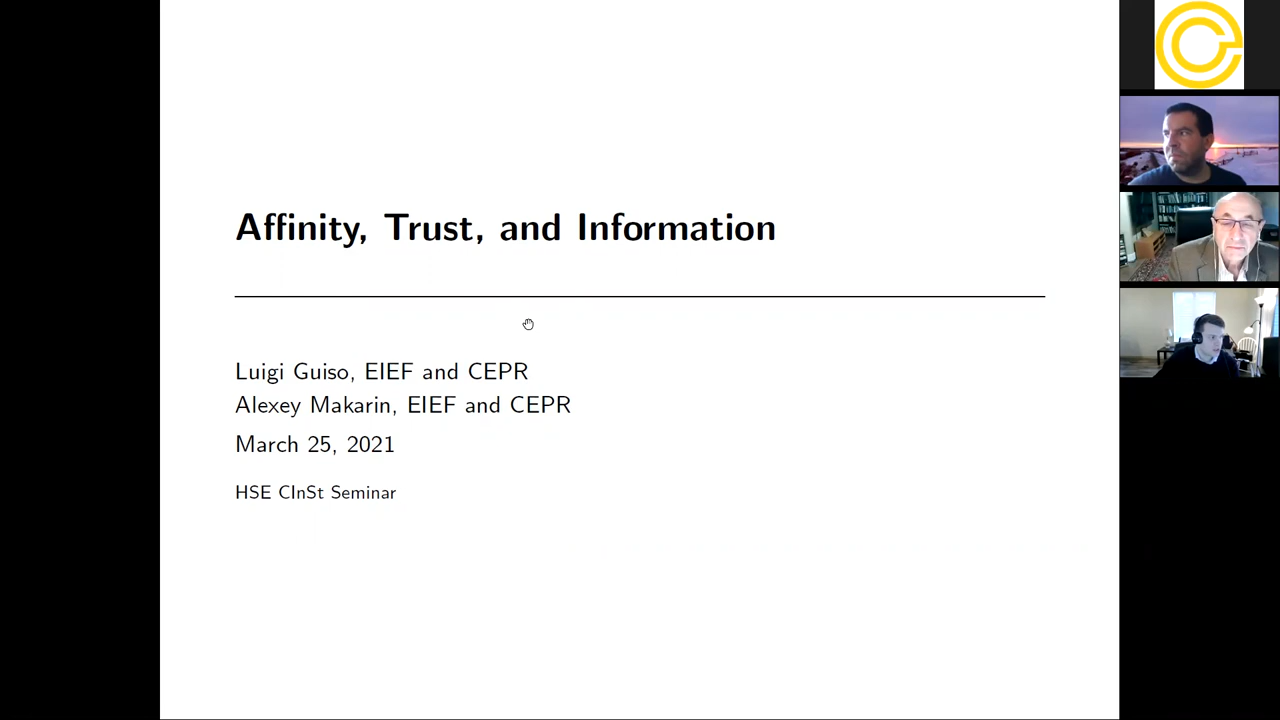 Affinity, Trust, and Information
Luigi Guiso, EIEF and CEPR
Alexey Makarin, EIEF and CEPR
March 25, 2021
HSE CInSt Seminar